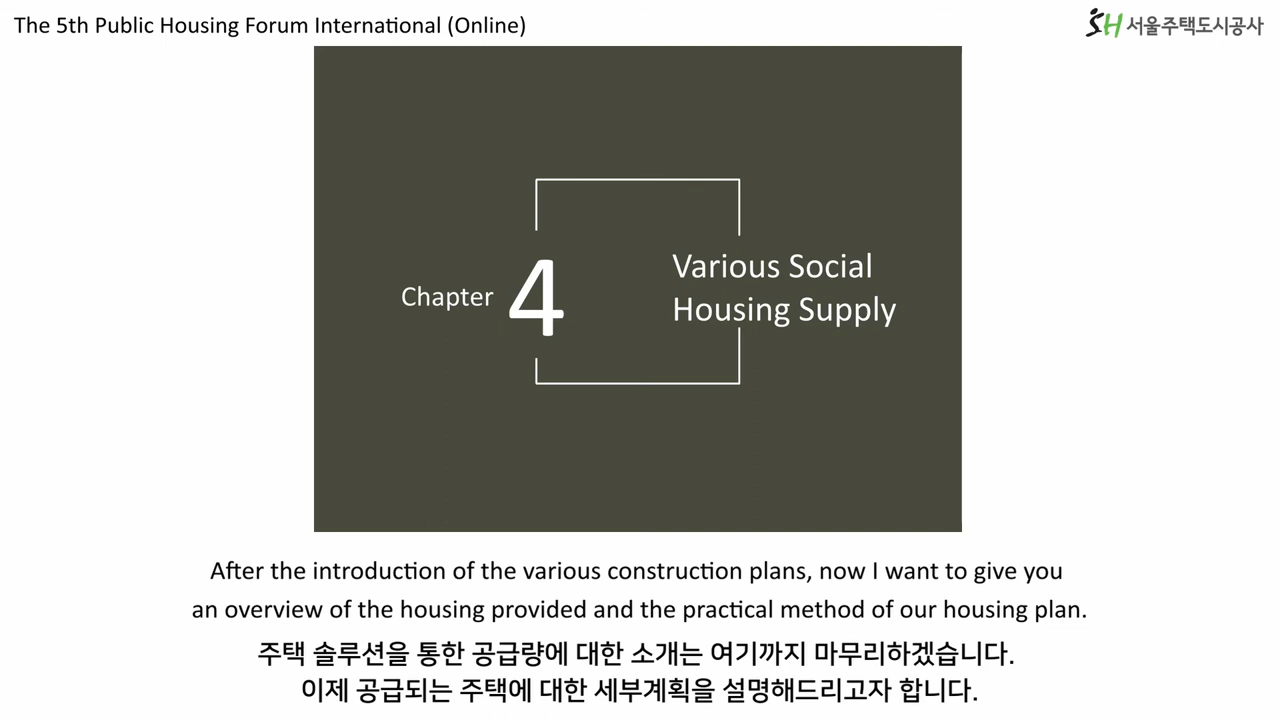 The 5th Public Housing Forum International (Online)
SH 서울주택도시공사
Chapter 4
Various Social
Housing Supply
After the introduction of the various construction plans, now I want to give you
an overview of the housing provided and the practical method of our housing plan.
주택 솔루션을 통한 공급량에 대한 소개는 여기까지 마무리하겠습니다.
이제 공급되는 주택에 대한 세부계획을 설명해드리고자 합니다.